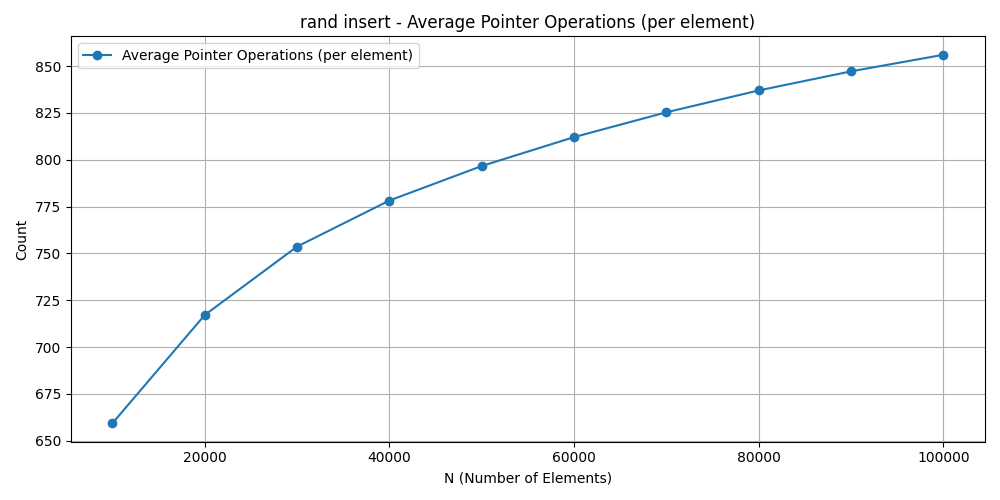 rand insert - Average Pointer Operations (per element)
Average Pointer Operations (per element)
850
825
800
775
750
725
700
675
650
Count
20000 40000 60000 80000 100000
N (Number of Elements)